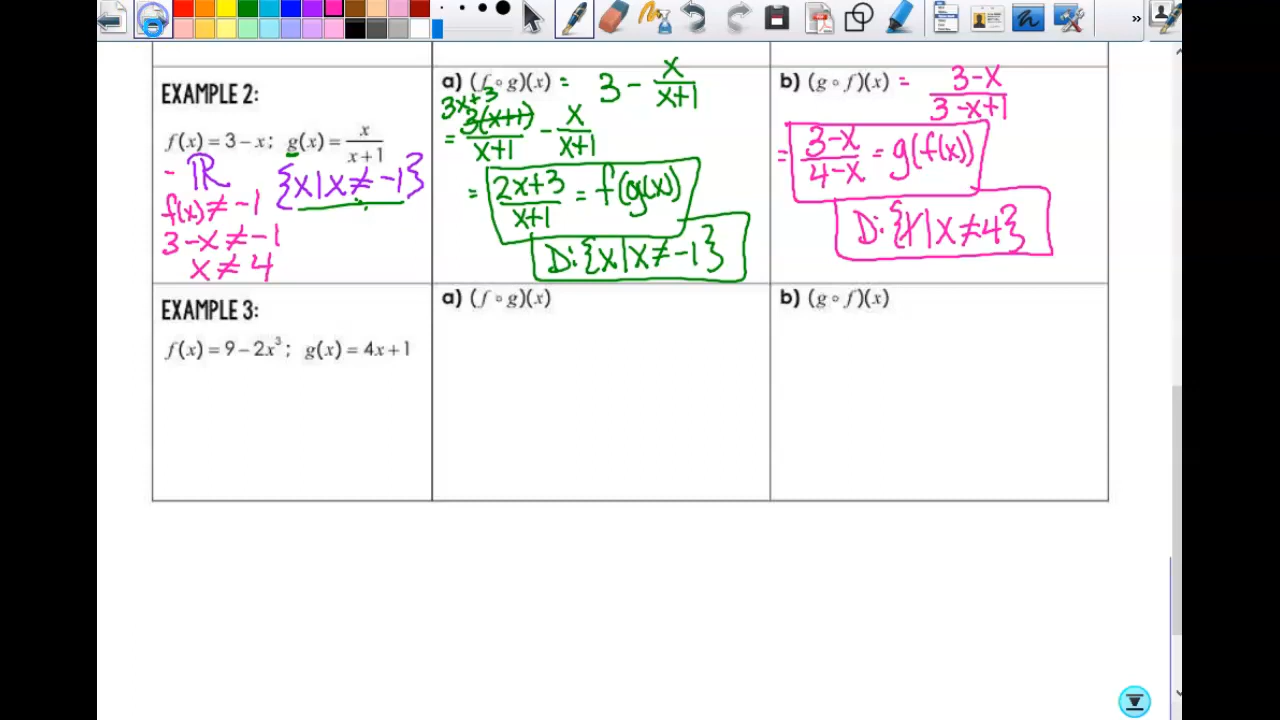 EXAMPLE 2:
f(x) = 3 − x; g(x) = x/(x + 1)
- ℝ {x|x ≠ -1}
f(x) ≠ -1
3-x ≠ -1
x ≠ 4
a) (f ∘ g)(x) = 3 - x/(x+1)
3x+3
= 3(x+1)/(x+1) - x/(x+1)
= (2x+3)/(x+1) = f(g(x))
D: {x|x ≠ -1}
b) (g ∘ f)(x) = (3-x)/(3-x+1)
= (3-x)/(4-x) = g(f(x))
D: {x|x ≠ 4}
EXAMPLE 3:
f(x) = 9 − 2x³; g(x) = 4x + 1
a) (f ∘ g)(x)
b) (g ∘ f)(x)
»